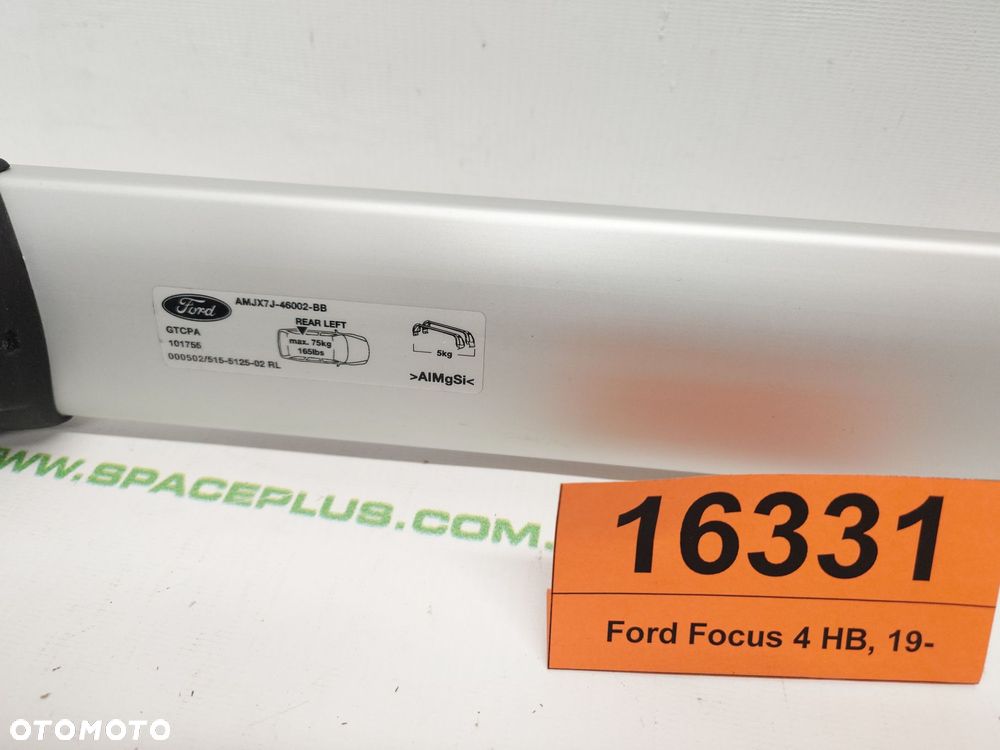 Ford
AMJX7J-46002-BB
GTCPA
REAR LEFT
101755
max. 75kg
165lbs
000502/515-5125-02 RL
5kg
>AlMgSi<
WWW.SPACEPLUS.COM.
16331
Ford Focus 4 HB, 19-
OTOMOTO